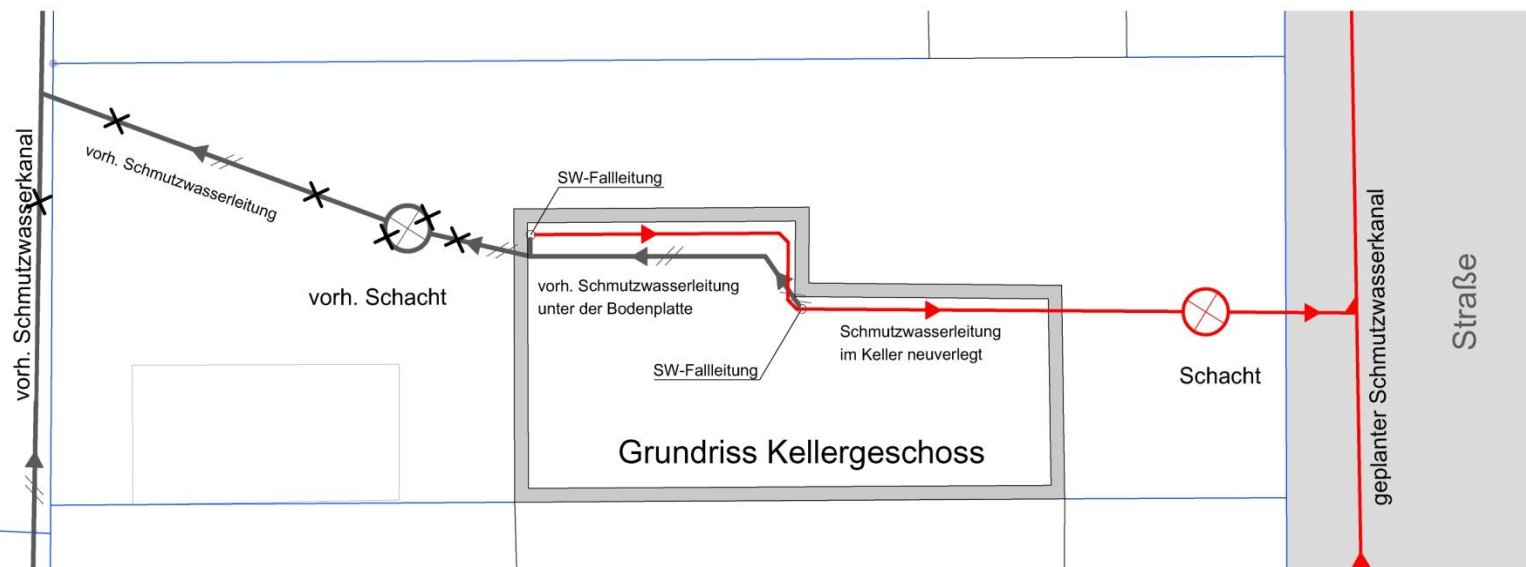 vorh. Schmutzwasserkanal
vorh. Schmutzwasserleitung
SW-Fallleitung
vorh. Schacht
vorh. Schmutzwasserleitung
unter der Bodenplatte
SW-Fallleitung
Schmutzwasserleitung
im Keller neuverlegt
Grundriss Kellergeschoss
Schacht
geplanter Schmutzwasserkanal
Straße